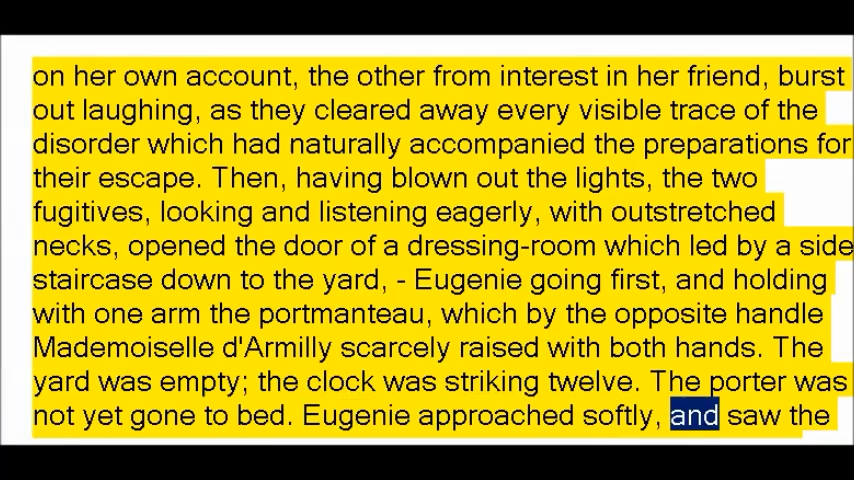 on her own account, the other from interest in her friend, burst
out laughing, as they cleared away every visible trace of the
disorder which had naturally accompanied the preparations for
their escape. Then, having blown out the lights, the two
fugitives, looking and listening eagerly, with outstretched
necks, opened the door of a dressing-room which led by a side
staircase down to the yard, - Eugenie going first, and holding
with one arm the portmanteau, which by the opposite handle
Mademoiselle d'Armilly scarcely raised with both hands. The
yard was empty; the clock was striking twelve. The porter was
not yet gone to bed. Eugenie approached softly, and saw the